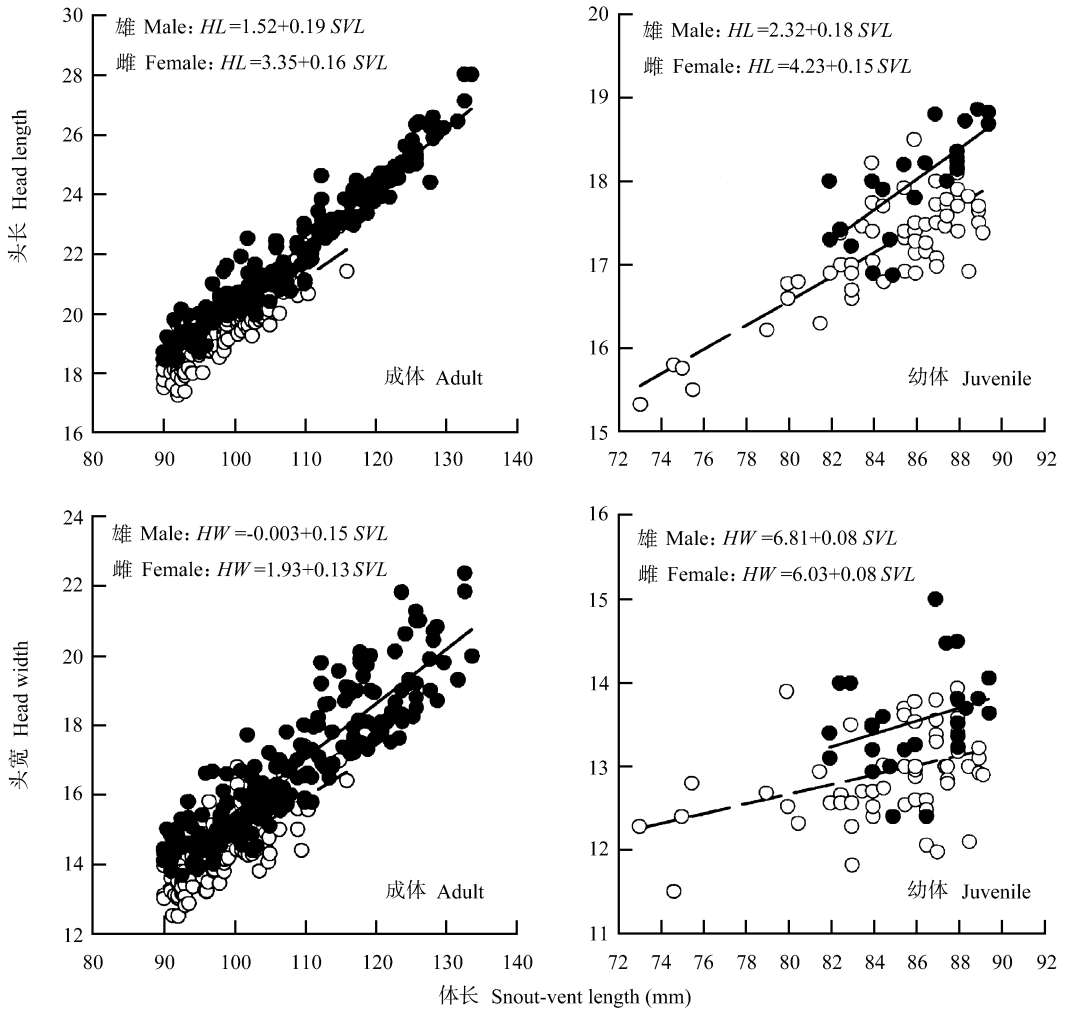 雄 Male: HL=1.52+0.19 SVL
雌 Female: HL=3.35+0.16 SVL
30
28
26
24
22
20
18
16
头长 Head length
成体 Adult
80 90 100 110 120 130 140
雄 Male: HL=2.32+0.18 SVL
雌 Female: HL=4.23+0.15 SVL
20
19
18
17
16
15
幼体 Juvenile
72 74 76 78 80 82 84 86 88 90 92
雄 Male: HW=-0.003+0.15 SVL
雌 Female: HW=1.93+0.13 SVL
24
22
20
18
16
14
12
头宽 Head width
成体 Adult
80 90 100 110 120 130 140
雄 Male: HW=6.81+0.08 SVL
雌 Female: HW=6.03+0.08 SVL
16
15
14
13
12
11
幼体 Juvenile
72 74 76 78 80 82 84 86 88 90 92
体长 Snout-vent length (mm)